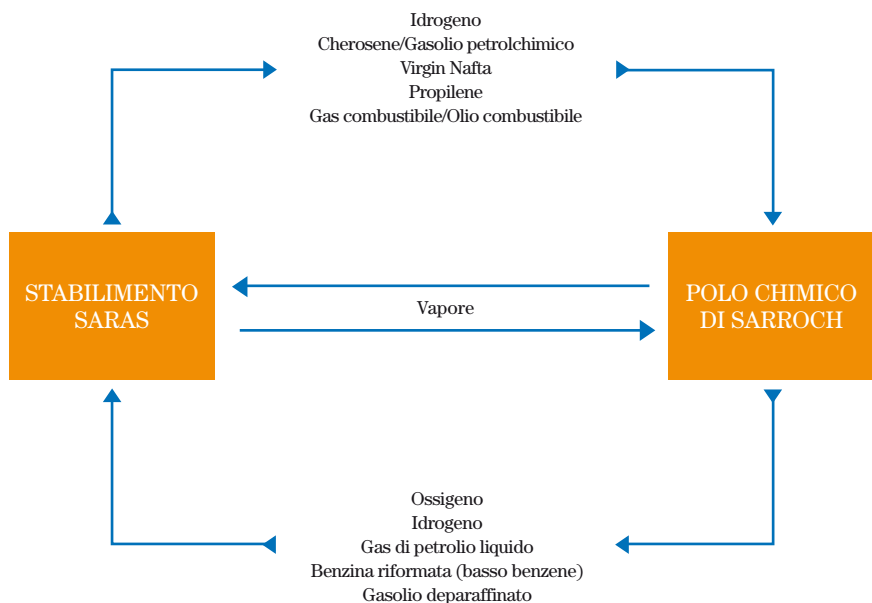 Idrogeno
Cherosene/Gasolio petrolchimico
Virgin Nafta
Propilene
Gas combustibile/Olio combustibile
STABILIMENTO
SARAS
Vapore
POLO CHIMICO
DI SARROCH
Ossigeno
Idrogeno
Gas di petrolio liquido
Benzina riformata (basso benzene)
Gasolio deparaffinato